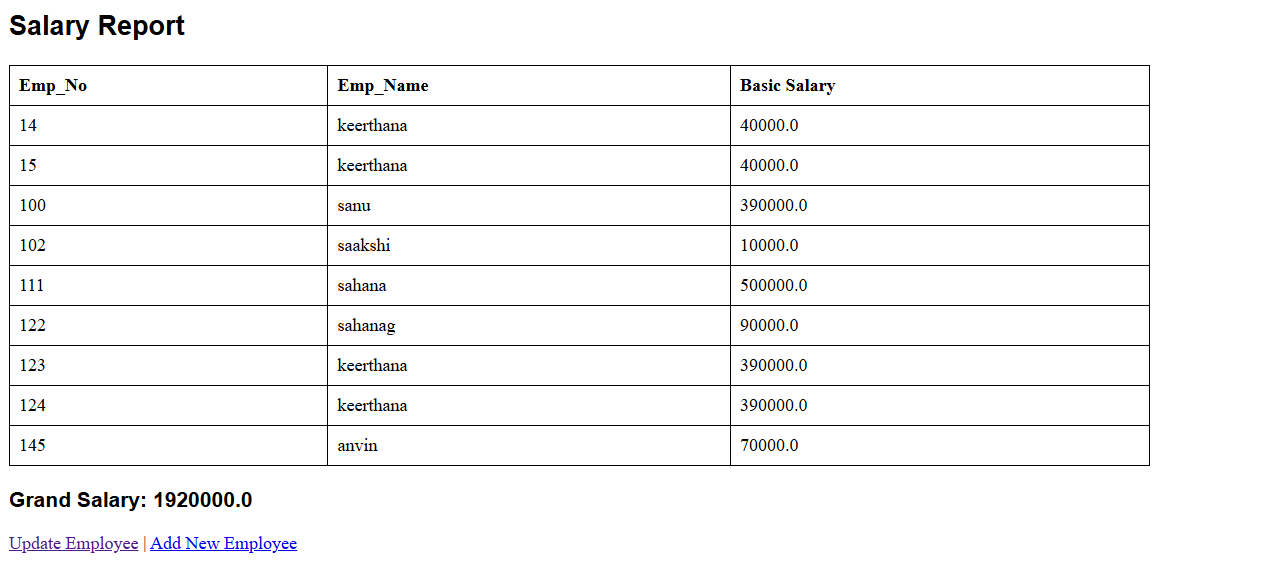 Salary Report
Emp_No Emp_Name Basic Salary
14 keerthana 40000.0
15 keerthana 40000.0
100 sanu 390000.0
102 saakshi 10000.0
111 sahana 500000.0
122 sahanag 90000.0
123 keerthana 390000.0
124 keerthana 390000.0
145 anvin 70000.0
Grand Salary: 1920000.0
Update Employee | Add New Employee